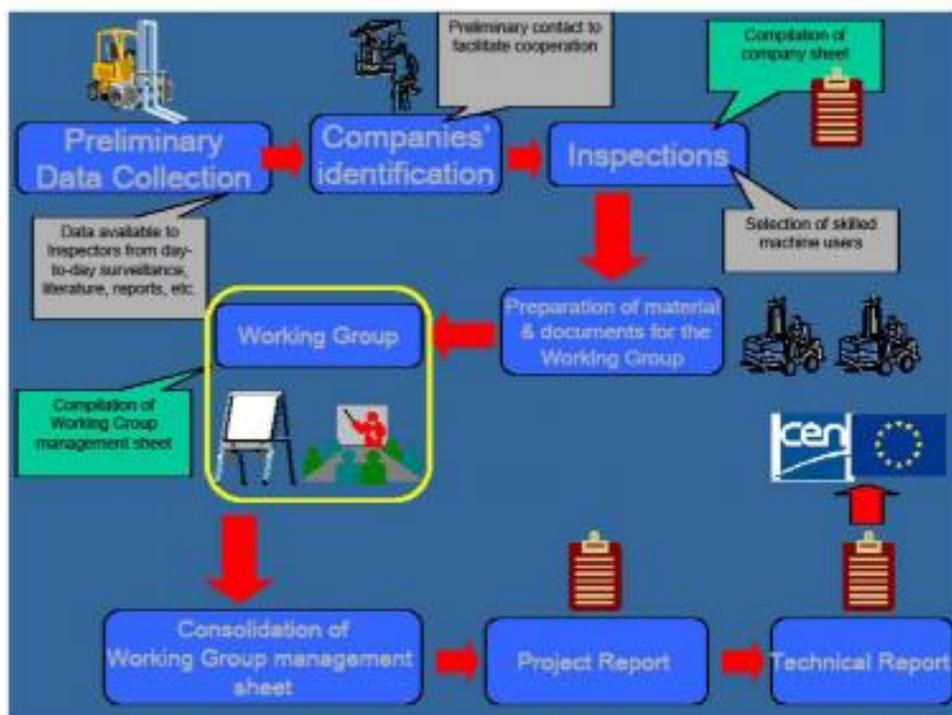 Preliminary contact to
facilitate cooperation
Compilation of
company sheet
Preliminary
Data Collection
Companies'
identification
Inspections
Data available to
Inspectors from day-
to-day surveillance,
literature, reports, etc.
Selection of skilled
machine users
Working Group
Preparation of material
& documents for the
Working Group
Compilation of
Working Group
management sheet
cen
Consolidation of
Working Group management
sheet
Project Report
Technical Report